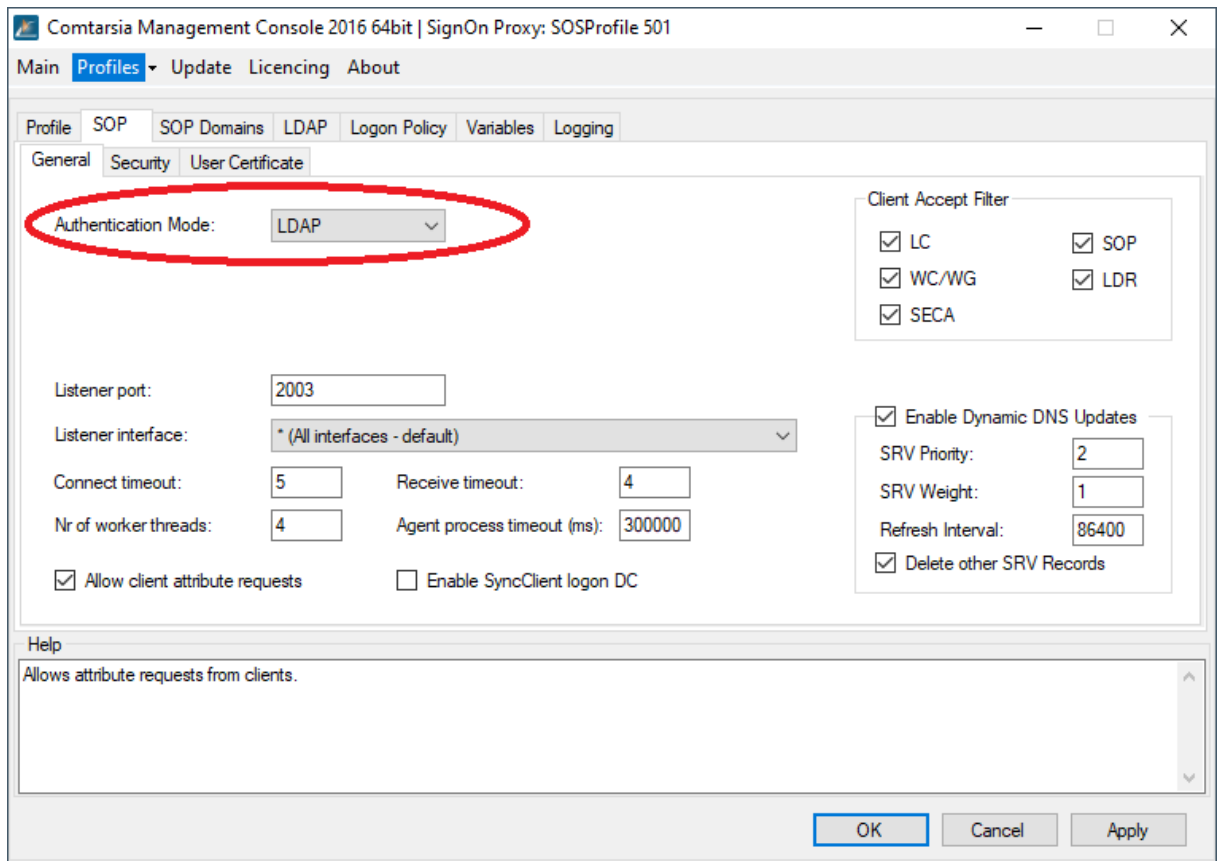 Comtarsia Management Console 2016 64bit | SignOn Proxy: SOSProfile 501
Main Profiles Update Licencing About
Profile SOP SOP Domains LDAP Logon Policy Variables Logging
General Security User Certificate
Authentication Mode: LDAP
Client Accept Filter
LC SOP
WC/WG LDR
SECA
Listener port: 2003
Listener interface: * (All interfaces - default)
Connect timeout: 5 Receive timeout: 4
Nr of worker threads: 4 Agent process timeout (ms): 300000
Allow client attribute requests Enable SyncClient logon DC
Enable Dynamic DNS Updates
SRV Priority: 2
SRV Weight: 1
Refresh Interval: 86400
Delete other SRV Records
Help
Allows attribute requests from clients.
OK Cancel Apply